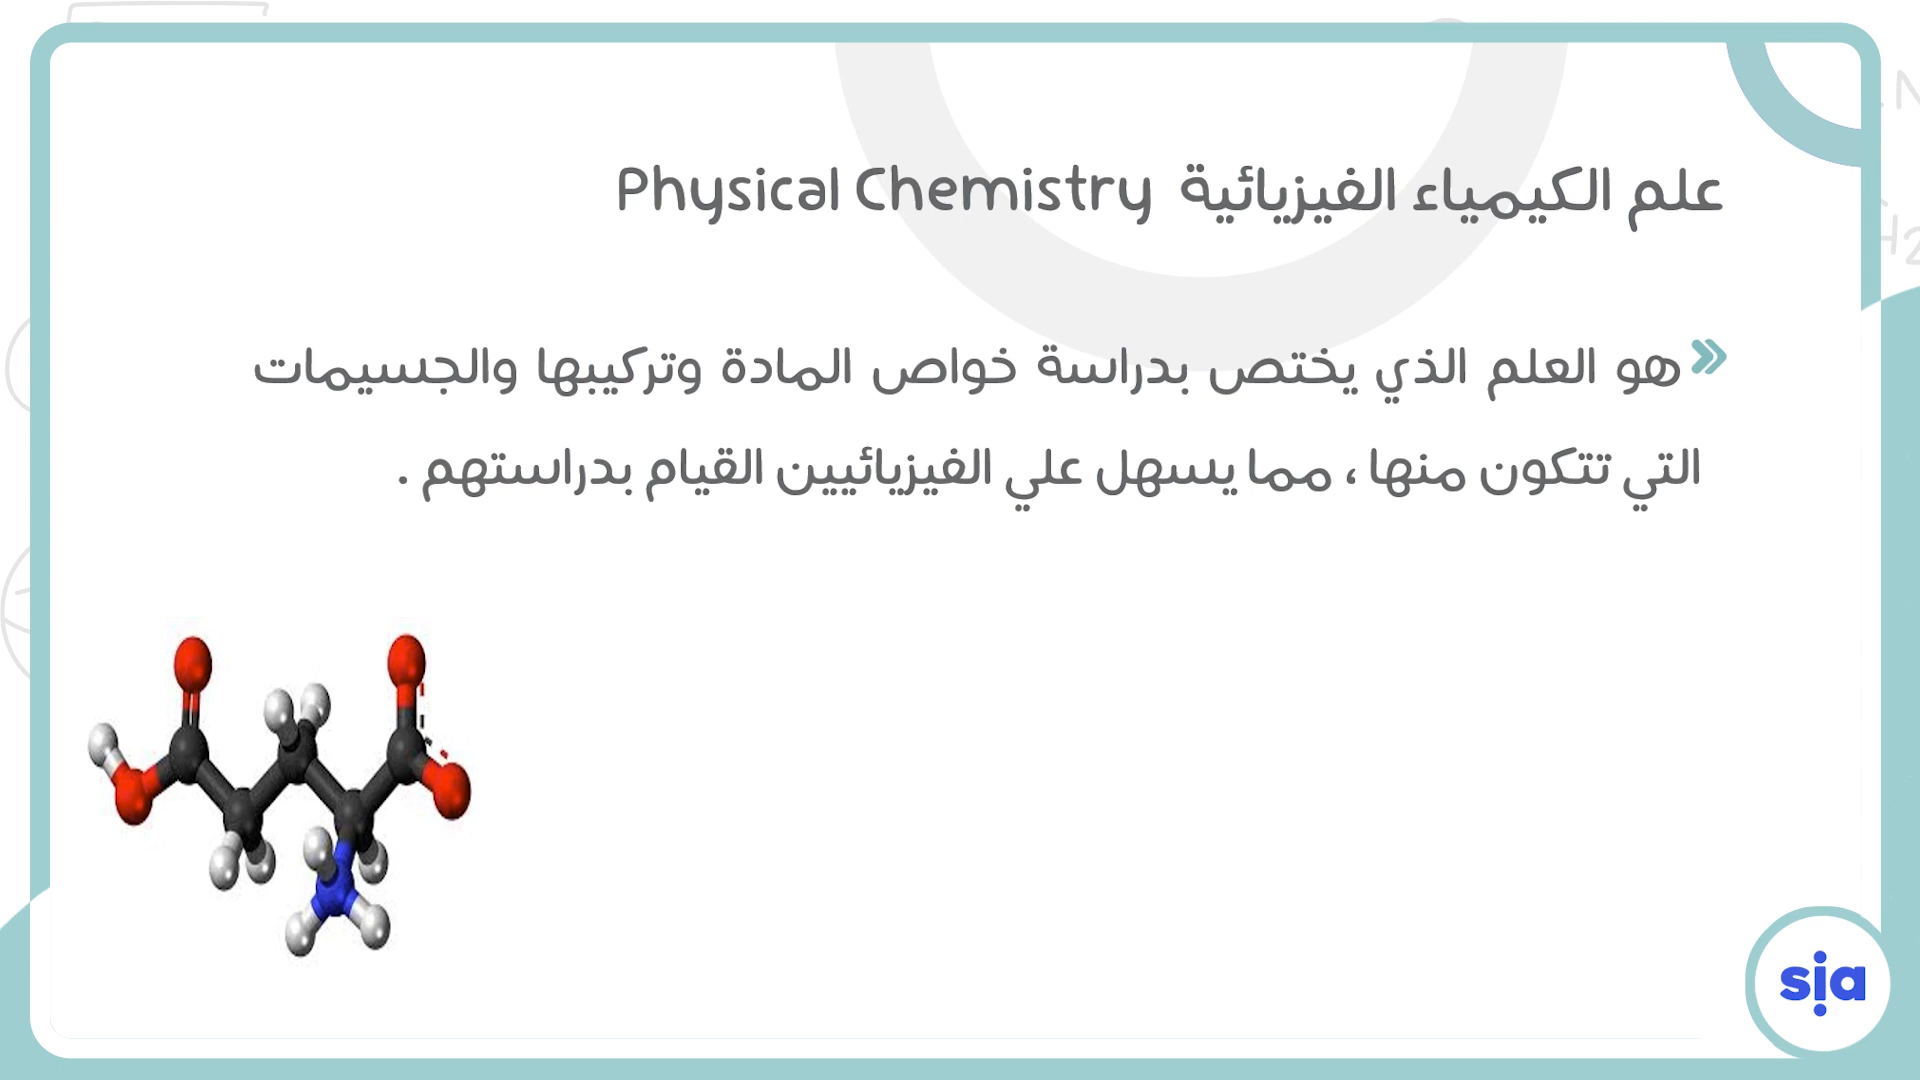 علم الكيمياء الفيزيائية Physical Chemistry
هو العلم الذي يختص بدراسة خواص المادة وتركيبها والجسيمات
التي تتكون منها ، مما يسهل علي الفيزيائيين القيام بدراستهم .
sia